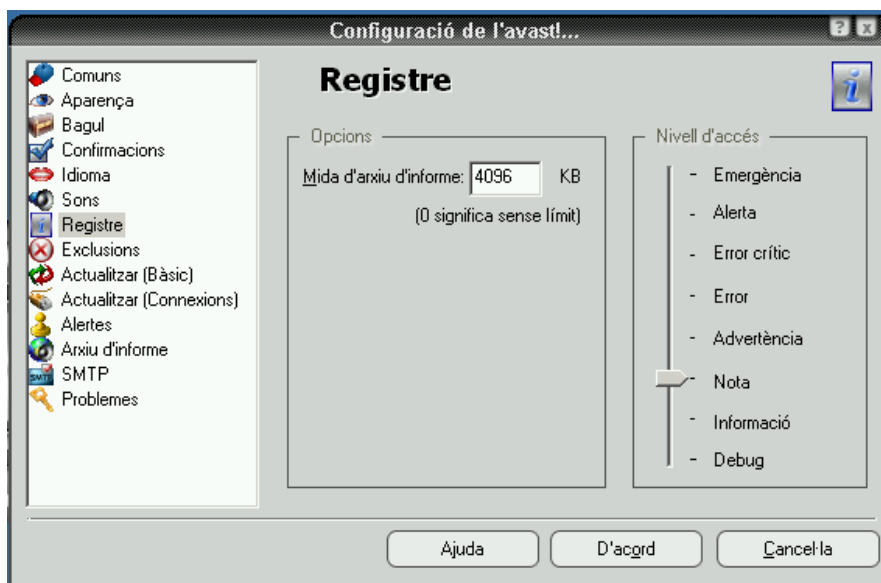 Configuració de l'avast!...
Comuns
Aparença
Bagul
Confirmacions
Idioma
Sons
Registre
Exclusions
Actualitzar (Bàsic)
Actualitzar (Connexions)
Alertes
Arxiu d'informe
SMTP
Problemes
Registre
Opcions
Mida d'arxiu d'informe: 4096 KB
(0 significa sense límit)
Nivell d'accés
Emergència
Alerta
Error crític
Error
Advertència
Nota
Informació
Debug
Ajuda
D'acord
Cancel·la